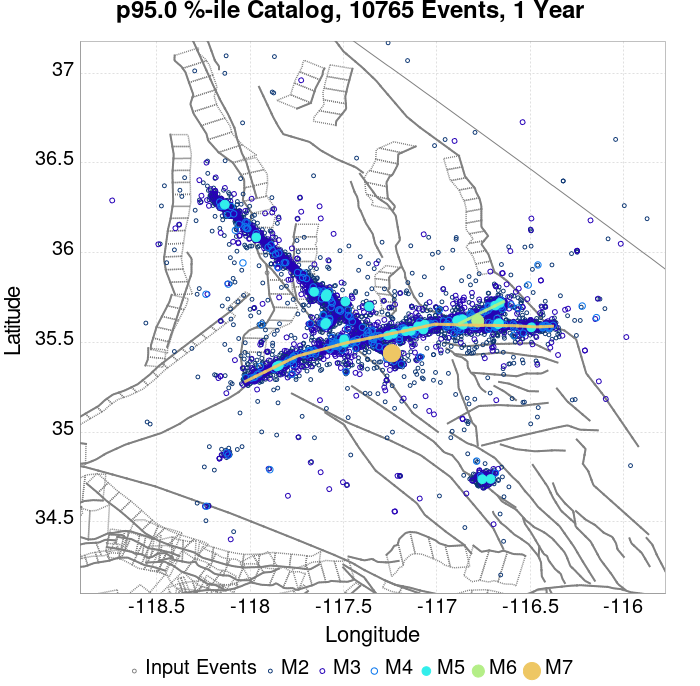 p95.0 %-ile Catalog, 10765 Events, 1 Year
37
36.5
36
35.5
35
34.5
Latitude
-118.5 -118 -117.5 -117 -116.5 -116
Longitude
Input Events M2 M3 M4 M5 M6 M7